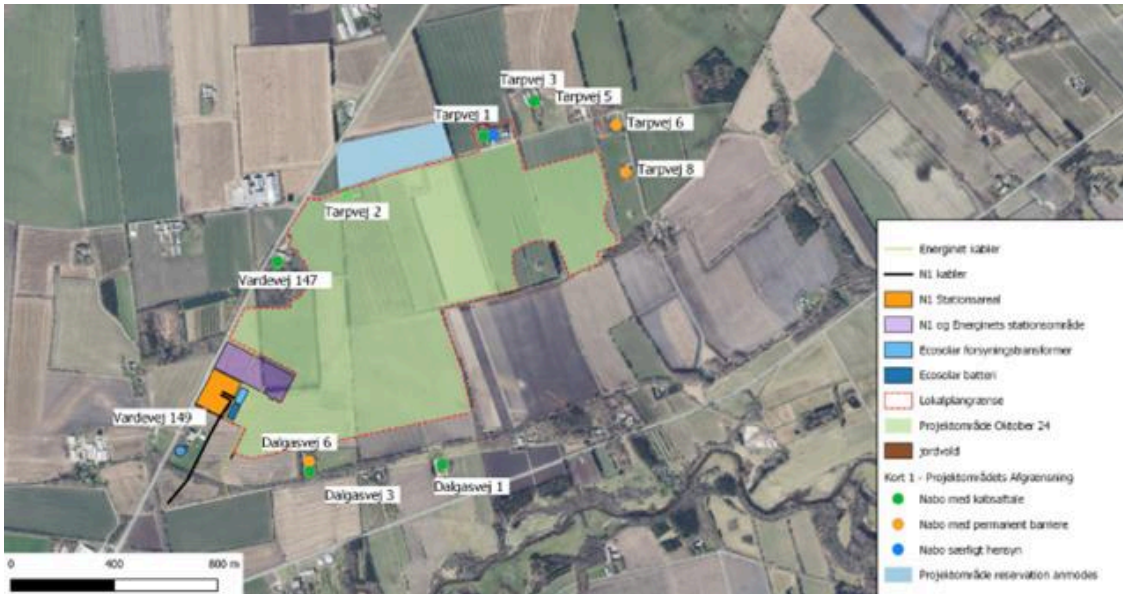 Tarpvej 3
Tarpvej 5
Tarpvej 1
Tarpvej 6
Tarpvej 8
Tarpvej 2
Vardevej 147
Vardevej 149
Dalgasvej 6
Dalgasvej 3
Dalgasvej 1
Energinet kabler
N1 kabler
N1 Stationsareal
N1 og Energinets stationsområde
Ecosolar forsyningstransformer
Ecosolar batteri
Lokalplangrænse
Projektområde Oktober 24
jordvold
Kort 1 - Projektområdets Afgrænsning
Nabo med købsaftale
Nabo med permanent barriere
Nabo særligt hensyn
Projektområde reservation anmodes
0 400 800 m